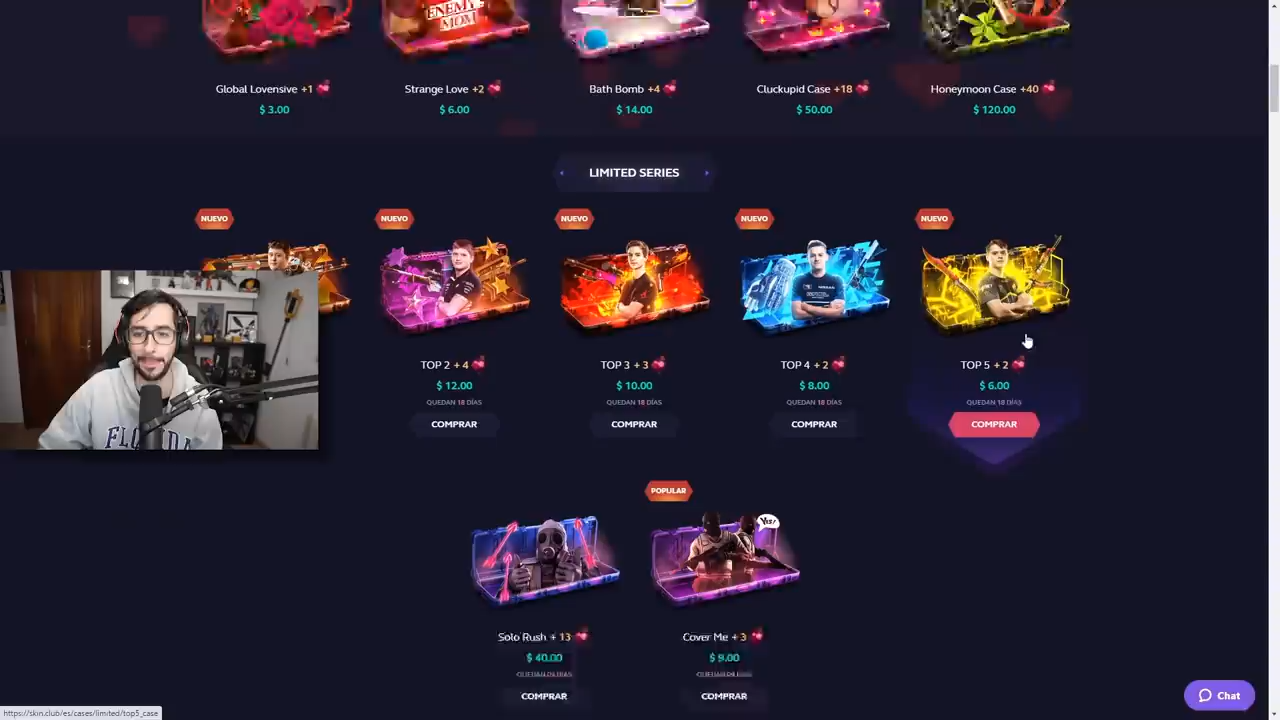 ENEMY
MOM
Global Lovensive +1
Strange Love +2
Bath Bomb +4
Cluckupid Case +18
Honeymoon Case +40
$ 3.00
$ 6.00
$ 14.00
$ 50.00
$ 120.00
LIMITED SERIES
NUEVO
NUEVO
NUEVO
NUEVO
NUEVO
TOP 2 + 4
TOP 3 + 3
TOP 4 + 2
TOP 5 + 2
$ 12.00
$ 10.00
$ 8.00
$ 6.00
QUEDAN 18 DÍAS
QUEDAN 18 DÍAS
QUEDAN 18 DÍAS
QUEDAN 18 DÍAS
COMPRAR
COMPRAR
COMPRAR
COMPRAR
FLORIDA
POPULAR
YES!
Solo Rush + 13
Cover Me + 3
$ 40.00
$ 9.00
COMPRAR
COMPRAR
Chat
https://skin.club/es/cases/limited/top5_case